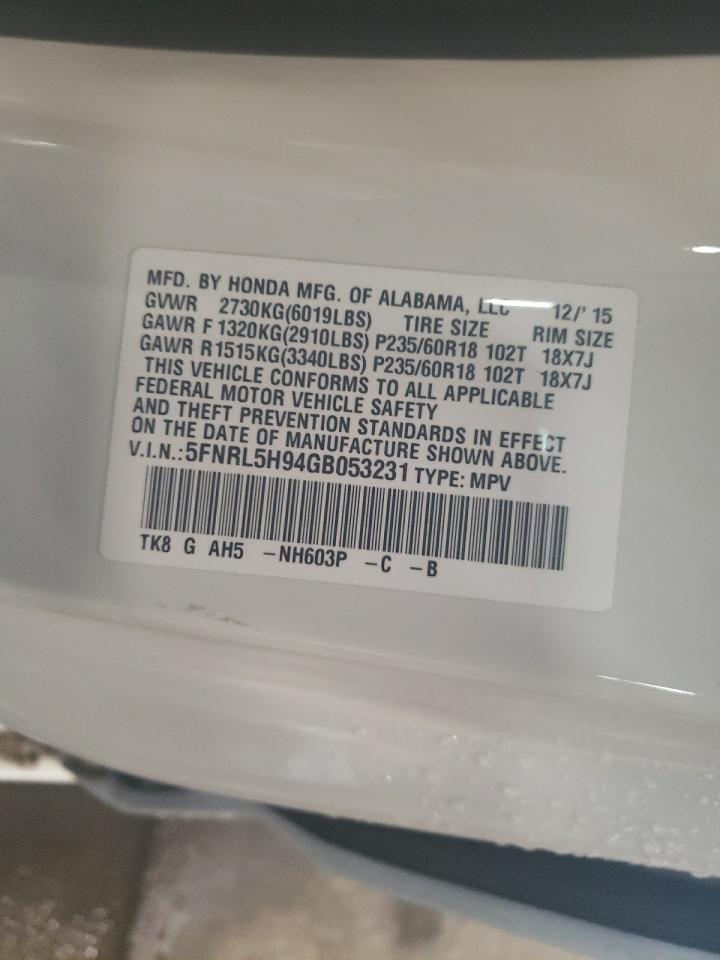 MFD. BY HONDA MFG. OF ALABAMA, LLC 12/'15
GVWR 2730KG(6019LBS) TIRE SIZE RIM SIZE
GAWR F 1320KG(2910LBS) P235/60R18 102T 18X7J
GAWR R1515KG(3340LBS) P235/60R18 102T 18X7J
THIS VEHICLE CONFORMS TO ALL APPLICABLE
FEDERAL MOTOR VEHICLE SAFETY
AND THEFT PREVENTION STANDARDS IN EFFECT
ON THE DATE OF MANUFACTURE SHOWN ABOVE.
V.I.N.:5FNRL5H94GB053231 TYPE: MPV
TK8 G AH5 -NH603P -C -B